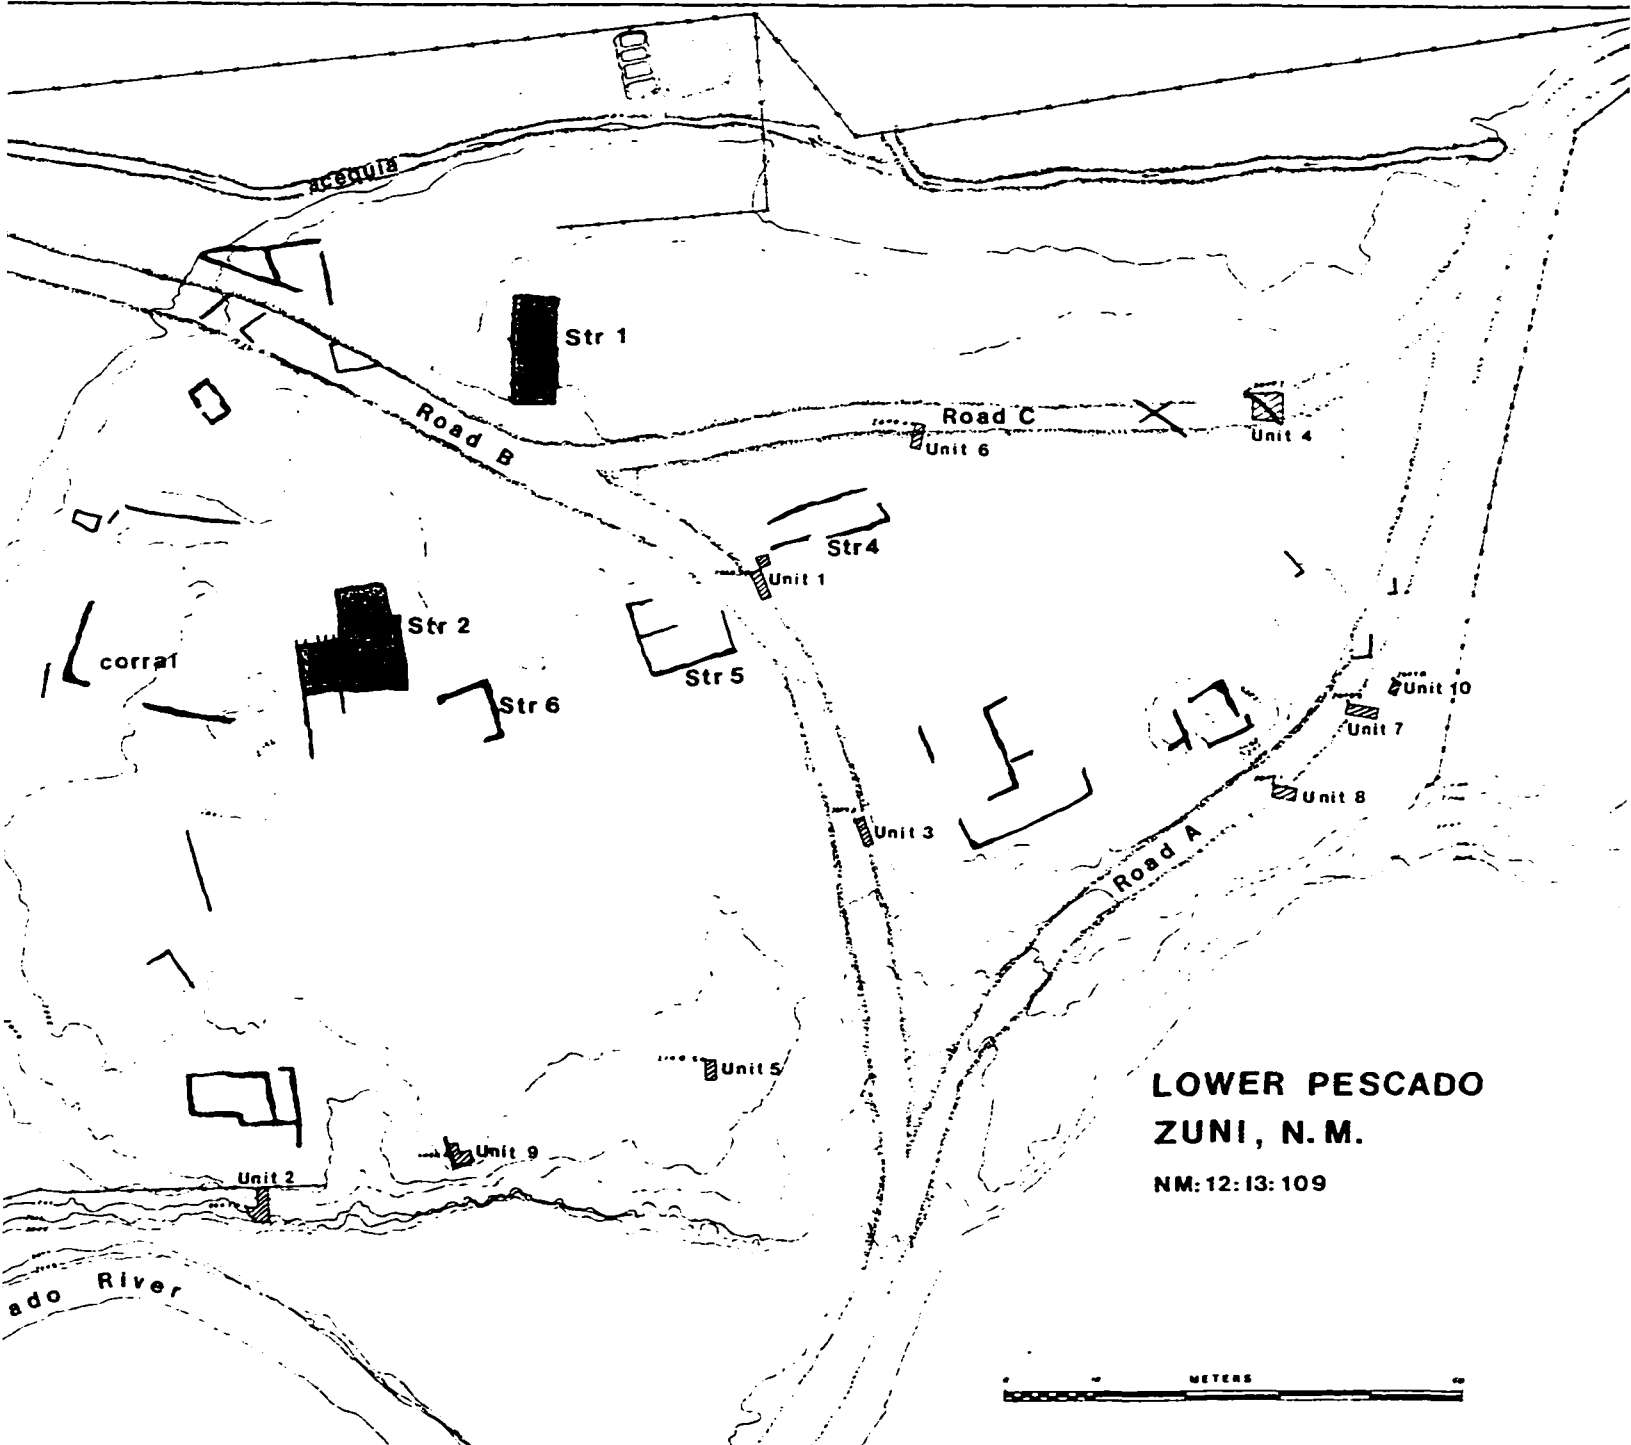 acequia
Str 1
Road B
Road C
Unit 6
Unit 4
Str4
Unit 1
Str 2
corral
Str 5
Str 6
Unit 10
Unit 7
Unit 8
Unit 3
Road A
Unit 5
Unit 9
Unit 2
LOWER PESCADO
ZUNI, N.M.
NM:12:13:109
ado River
METERS